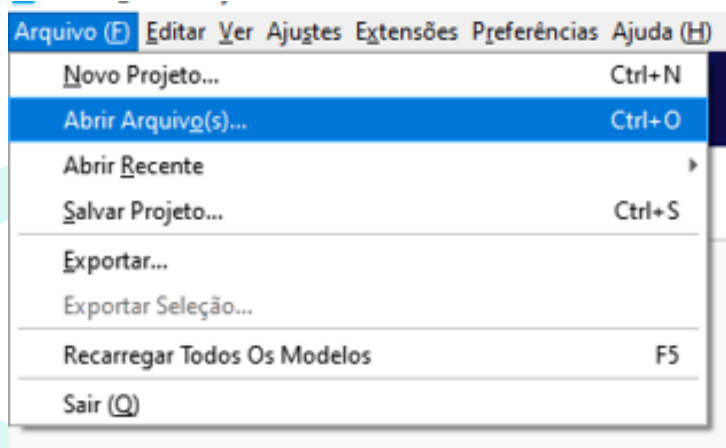 Arquivo (F) Editar Ver Ajustes Extensões Preferências Ajuda (H)
Novo Projeto... Ctrl+N
Abrir Arquivo(s)... Ctrl+O
Abrir Recente
Salvar Projeto... Ctrl+S
Exportar...
Exportar Seleção...
Recarregar Todos Os Modelos F5
Sair (Q)